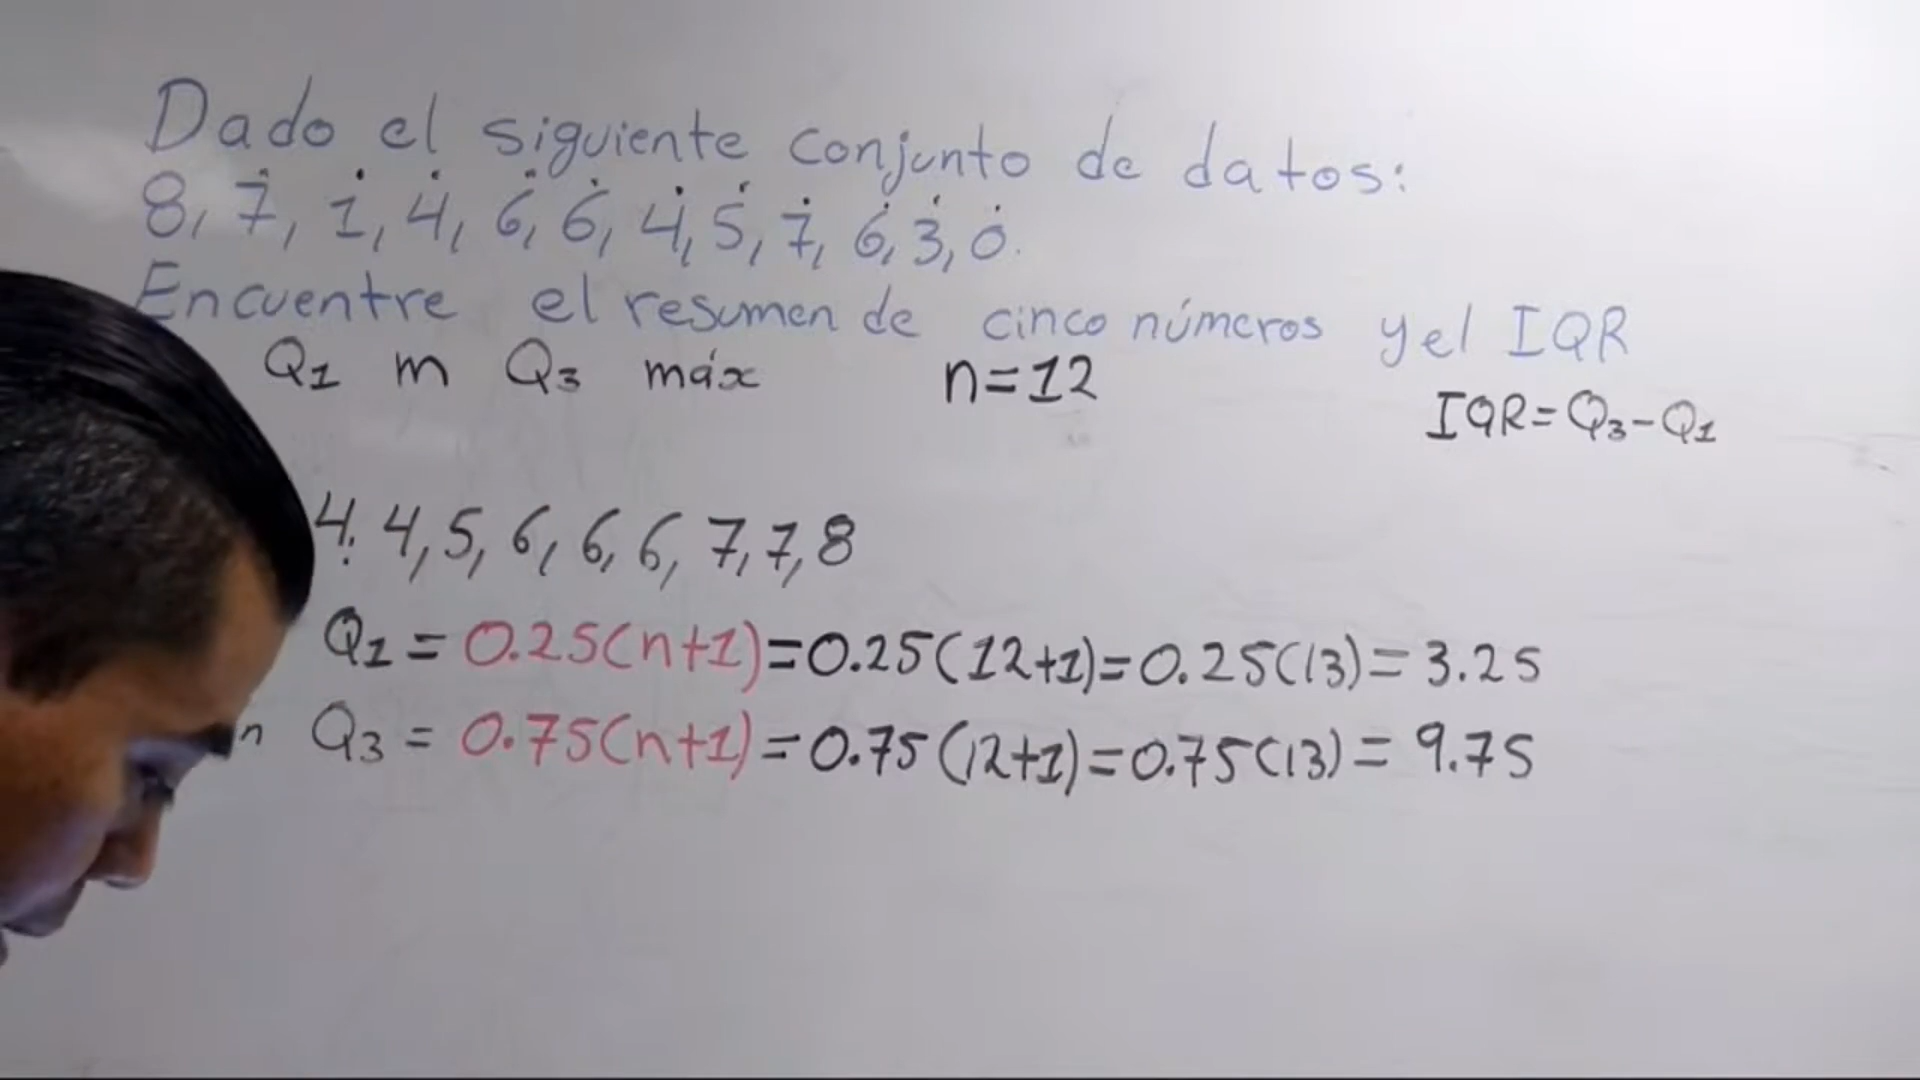 Dado el siguiente conjunto de datos:
8, 7, 1, 4, 6, 6, 4, 5, 7, 6, 3, 0.
Encuentre el resumen de cinco números y el IQR
Q1 m Q3 máx n=12
IQR=Q3-Q1
4, 4, 5, 6, 6, 6, 7, 7, 8
Q1 = 0.25(n+1)=0.25(12+1)=0.25(13)=3.25
n Q3 = 0.75(n+1)=0.75(12+1)=0.75(13)=9.75